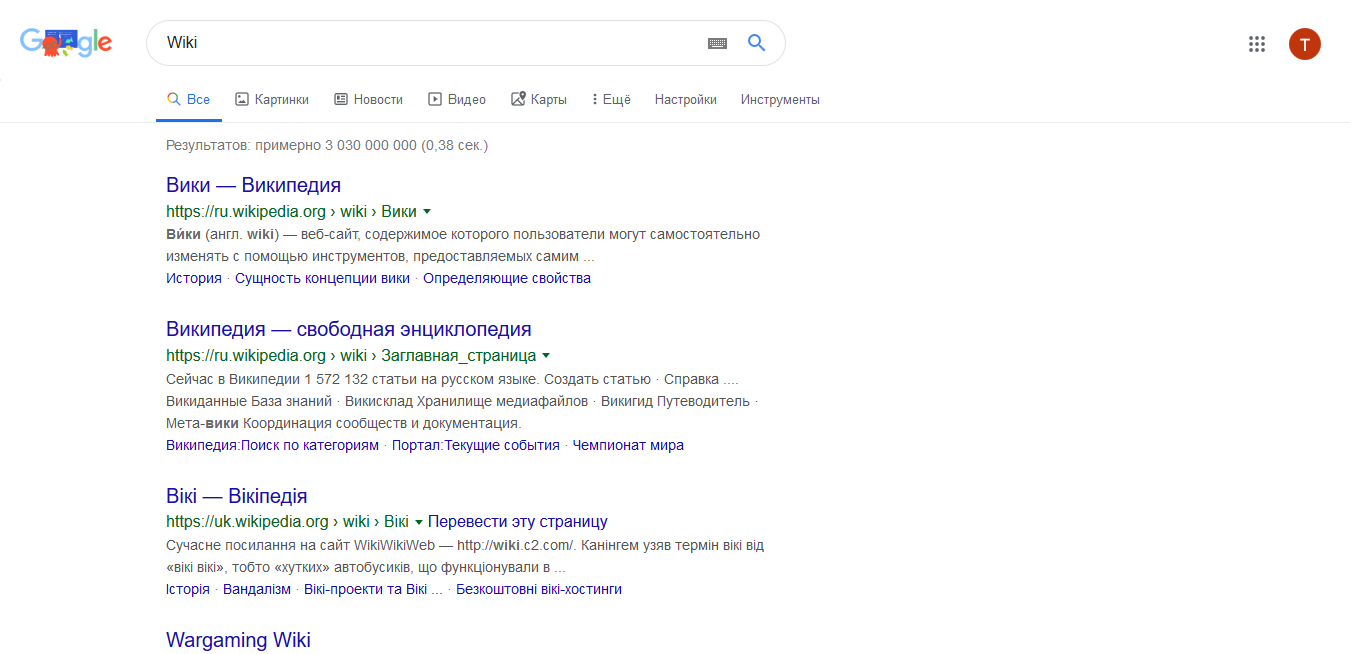 Google
Wiki
T
Все Картинки Новости Видео Карты Ещё Настройки Инструменты
Результатов: примерно 3 030 000 000 (0,38 сек.)
Вики — Википедия
https://ru.wikipedia.org › wiki › Вики
Ви́ки (англ. wiki) — веб-сайт, содержимое которого пользователи могут самостоятельно
изменять с помощью инструментов, предоставляемых самим ...
История · Сущность концепции вики · Определяющие свойства
Википедия — свободная энциклопедия
https://ru.wikipedia.org › wiki › Заглавная_страница
Сейчас в Википедии 1 572 132 статьи на русском языке. Создать статью · Справка ....
Викиданные База знаний · Викисклад Хранилище медиафайлов · Викигид Путеводитель ·
Мета-вики Координация сообществ и документация.
Википедия:Поиск по категориям · Портал:Текущие события · Чемпионат мира
Вікі — Вікіпедія
https://uk.wikipedia.org › wiki › Вікі Перевести эту страницу
Сучасне посилання на сайт WikiWikiWeb — http://wiki.c2.com/. Канінгем узяв термін вікі від
«вікі вікі», тобто «хутких» автобусиків, що функціонували в ...
Історія · Вандалізм · Вікі-проекти та Вікі ... · Безкоштовні вікі-хостинги
Wargaming Wiki